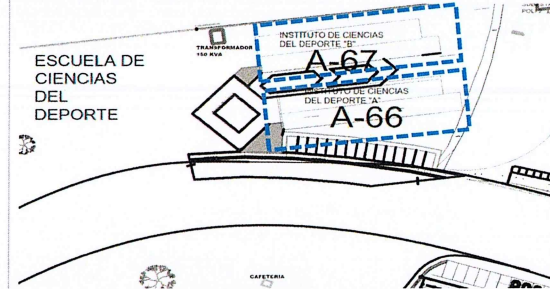 INSTITUTO DE CIENCIAS
DEL DEPORTE "B"
A-67
TRANSFORMADOR
150 KVA
ESCUELA DE
CIENCIAS
DEL
DEPORTE
INSTITUTO DE CIENCIAS
DEL DEPORTE "A"
A-66
CAFETERIA